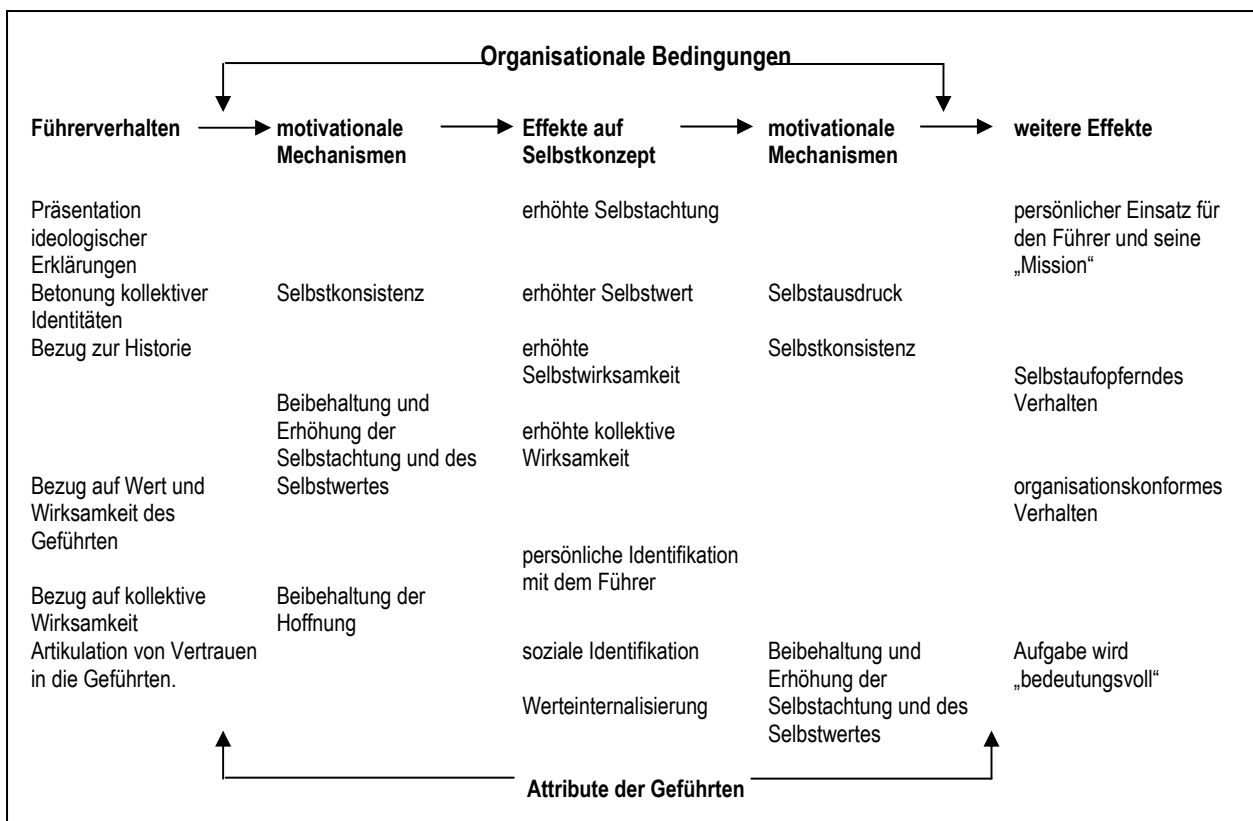 Organisationale Bedingungen
Führerverhalten
motivationale
Mechanismen
Effekte auf
Selbstkonzept
motivationale
Mechanismen
weitere Effekte
Präsentation
ideologischer
Erklärungen
Betonung kollektiver
Identitäten
Bezug zur Historie
Bezug auf Wert und
Wirksamkeit des
Geführten
Bezug auf kollektive
Wirksamkeit
Artikulation von Vertrauen
in die Geführten.
Selbstkonsistenz
Beibehaltung und
Erhöhung der
Selbstachtung und des
Selbstwertes
Beibehaltung der
Hoffnung
erhöhte Selbstachtung
erhöhter Selbstwert
erhöhte
Selbstwirksamkeit
erhöhte kollektive
Wirksamkeit
persönliche Identifikation
mit dem Führer
soziale Identifikation
Werteinternalisierung
Selbstausdruck
Selbstkonsistenz
Beibehaltung und
Erhöhung der
Selbstachtung und des
Selbstwertes
persönlicher Einsatz für
den Führer und seine
„Mission“
Selbstaufopferndes
Verhalten
organisationskonformes
Verhalten
Aufgabe wird
„bedeutungsvoll“
Attribute der Geführten